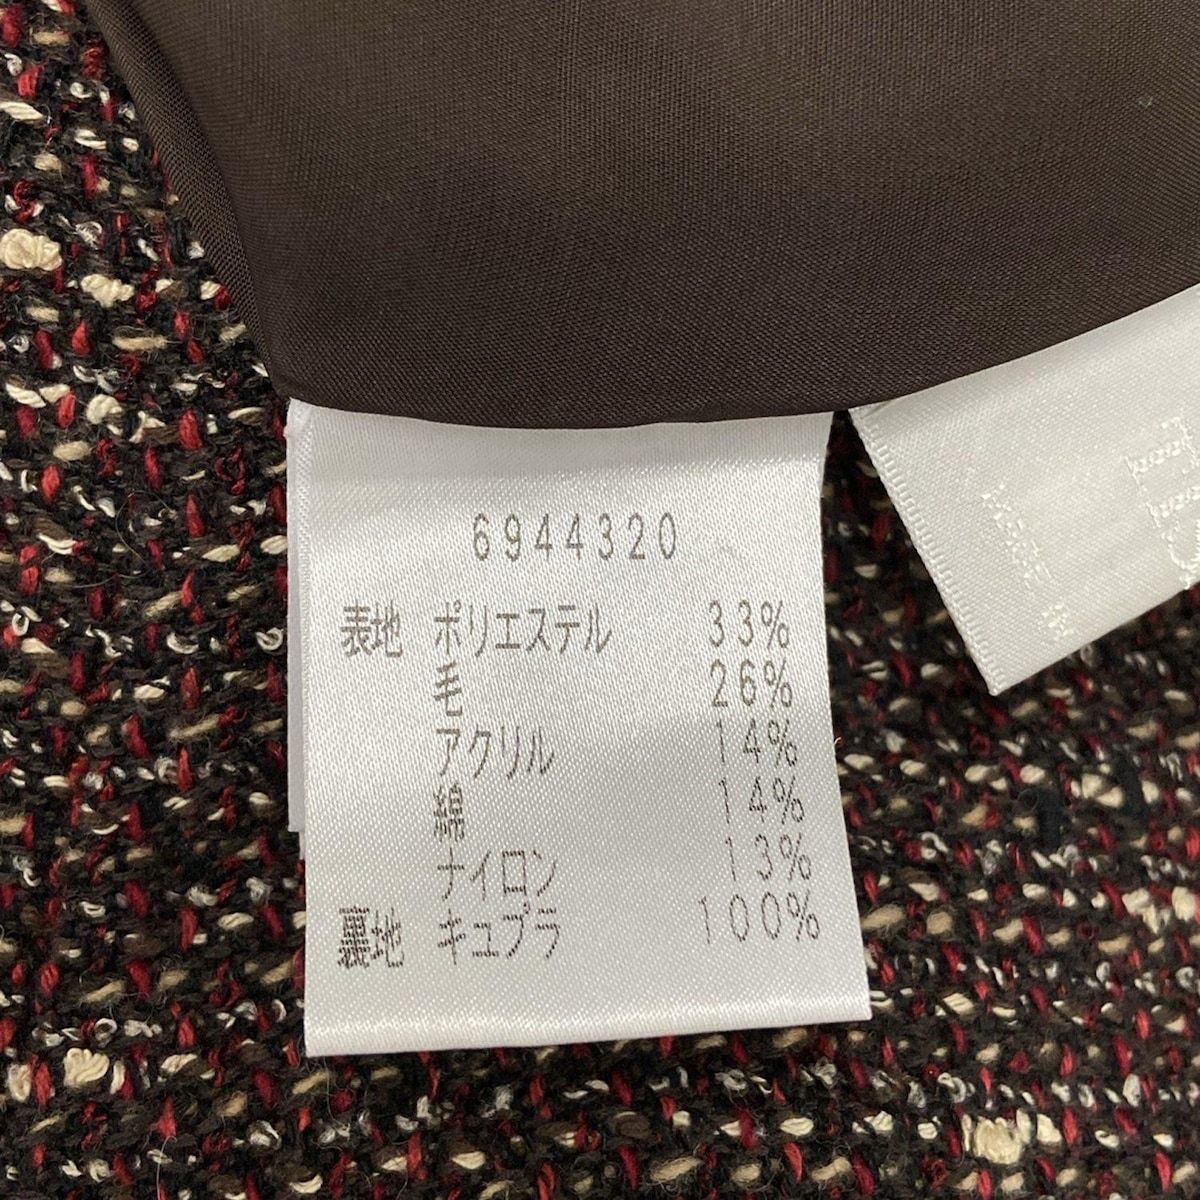 6944320
表地 ポリエステル 33%
毛 26%
アクリル 14%
綿 14%
ナイロン 13%
裏地 キュプラ 100%